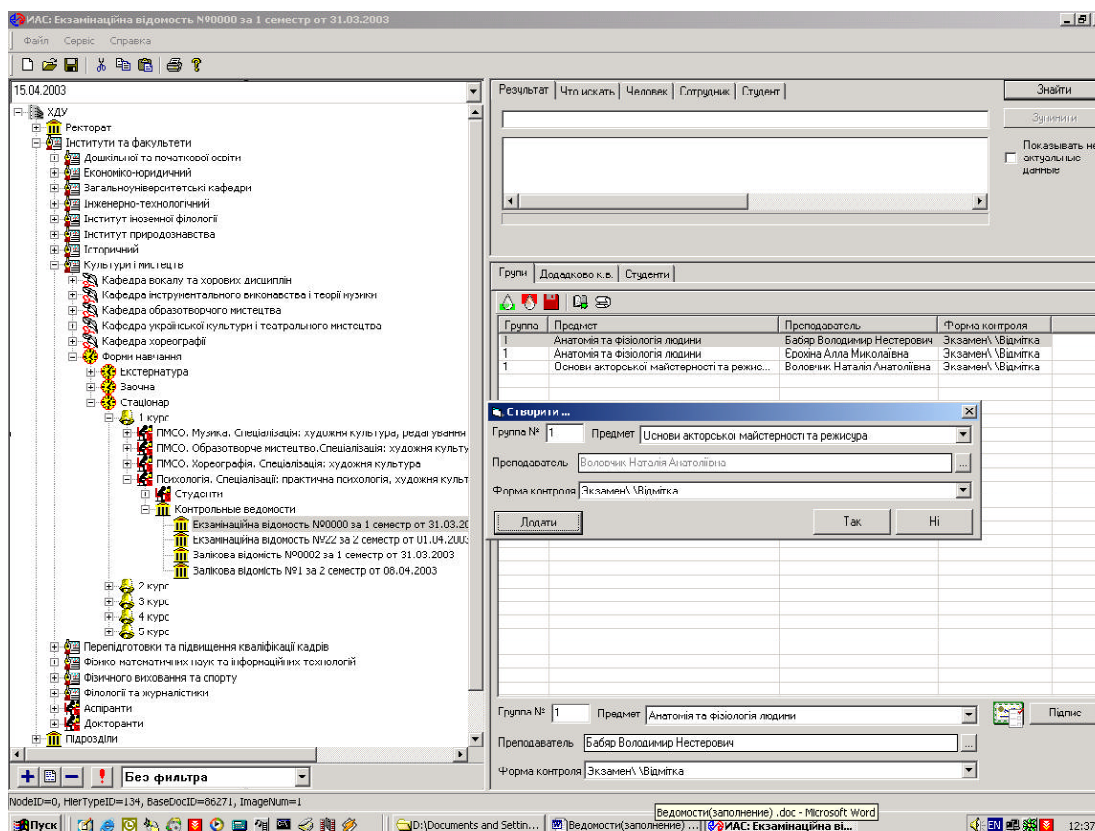 ИАС: Екзамінаційна відомость №0000 за 1 семестр от 31.03.2003
Файл Сервіс Справка
15.04.2003
ХДУ
Ректорат
Інститути та факультети
Дошкільної та початкової освіти
Економіко-юридичний
Загальноуніверситетські кафедри
Інженерно-технологічний
Інститут іноземної філології
Інститут природознавства
Історичний
Культури і мистецтв
Кафедра вокалу та хорових дисциплін
Кафедра інструментального виконавства і теорії музики
Кафедра образотворчого мистецтва
Кафедра української культури і театрального мистецтва
Кафедра хореографії
Форми навчання
Екстернатура
Заочна
Стаціонар
1 курс
ПМСО. Музика. Спеціалізація: художня культура, редагування
ПМСО. Образотворче мистецтво.Спеціалізація: художня культу
ПМСО. Хореографія. Спеціалізація: художня культура
Психологія. Спеціалізації: практична психологія, художня культ
Студенти
Контрольные ведомости
Екзамінаційна відомость №0000 за 1 семестр от 31.03.20
Екзамінаційна відомость №22 за 2 семестр от 01.04.2003
Залікова відомість №0002 за 1 семестр от 31.03.2003
Залікова відомість №1 за 2 семестр от 08.04.2003
2 курс
3 курс
4 курс
5 курс
Перепідготовки та підвищення кваліфікації кадрів
Фізико математичних наук та інформаційних технологій
Фізичного виховання та спорту
Філології та журналістики
Аспіранти
Докторанти
Підрозділи
Без фильтра
Результат Что искать Человек Сотрудник Студент
Знайти
Зупинити
Показывать не
актуальные
данные
Групи Додадково к.в. Студенти
Группа Предмет Преподаватель Форма контроля
1 Анатомія та фізіологія людини Бабяр Володимир Нестерович Экзамен\ \Відмітка
1 Анатомія та фізіологія людини Єрохіна Алла Миколаївна Экзамен\ \Відмітка
1 Основи акторської майстерності та режис... Воловчик Наталія Анатоліївна Экзамен\ \Відмітка
Створити ...
Группа № 1 Предмет Основи акторської майстерності та режисура
Преподаватель Воловчик Наталія Анатоліївна ...
Форма контроля Экзамен\ \Відмітка
Додати Так Ні
Группа № 1 Предмет Анатомія та фізіологія людини Підпис
Преподаватель Бабяр Володимир Нестерович ...
Форма контроля Экзамен\ \Відмітка
NodeID=0, HierTypeID=134, BaseDocID=86271, ImageNum=1
Ведомости(заполнение) .doc - Microsoft Word
Пуск D:\Documents and Settin... Ведомости(заполнение) ... ИАС: Екзамінаційна ві... EN 12:37